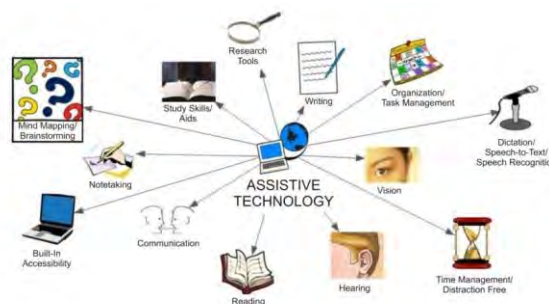 Research
Tools
Study Skills/
Aids
Writing
Organization/
Task Management
Mind Mapping/
Brainstorming
Dictation/
Speech-to-Text/
Speech Recognitio
Notetaking
ASSISTIVE
TECHNOLOGY
Vision
Built-In
Accessibility
Communication
Reading
Hearing
Time Management/
Distraction Free